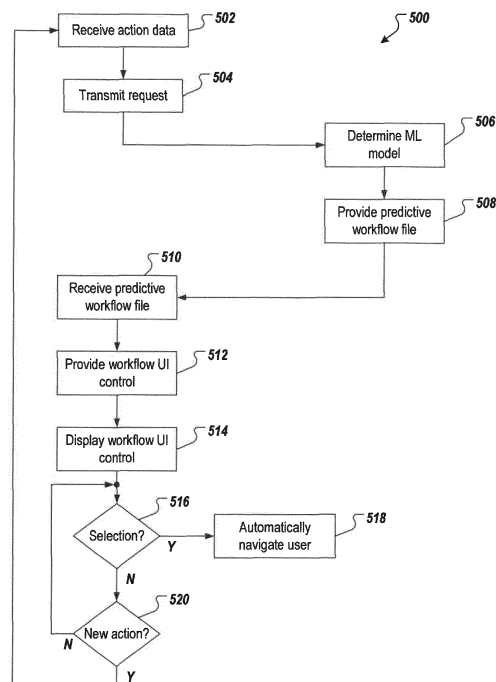 Receive action data
502
500
Transmit request
504
Determine ML
model
506
Provide predictive
workflow file
508
510
Receive predictive
workflow file
Provide workflow UI
control
512
Display workflow UI
control
514
516
Selection?
Y
Automatically
navigate user
518
N
520
New action?
N
Y